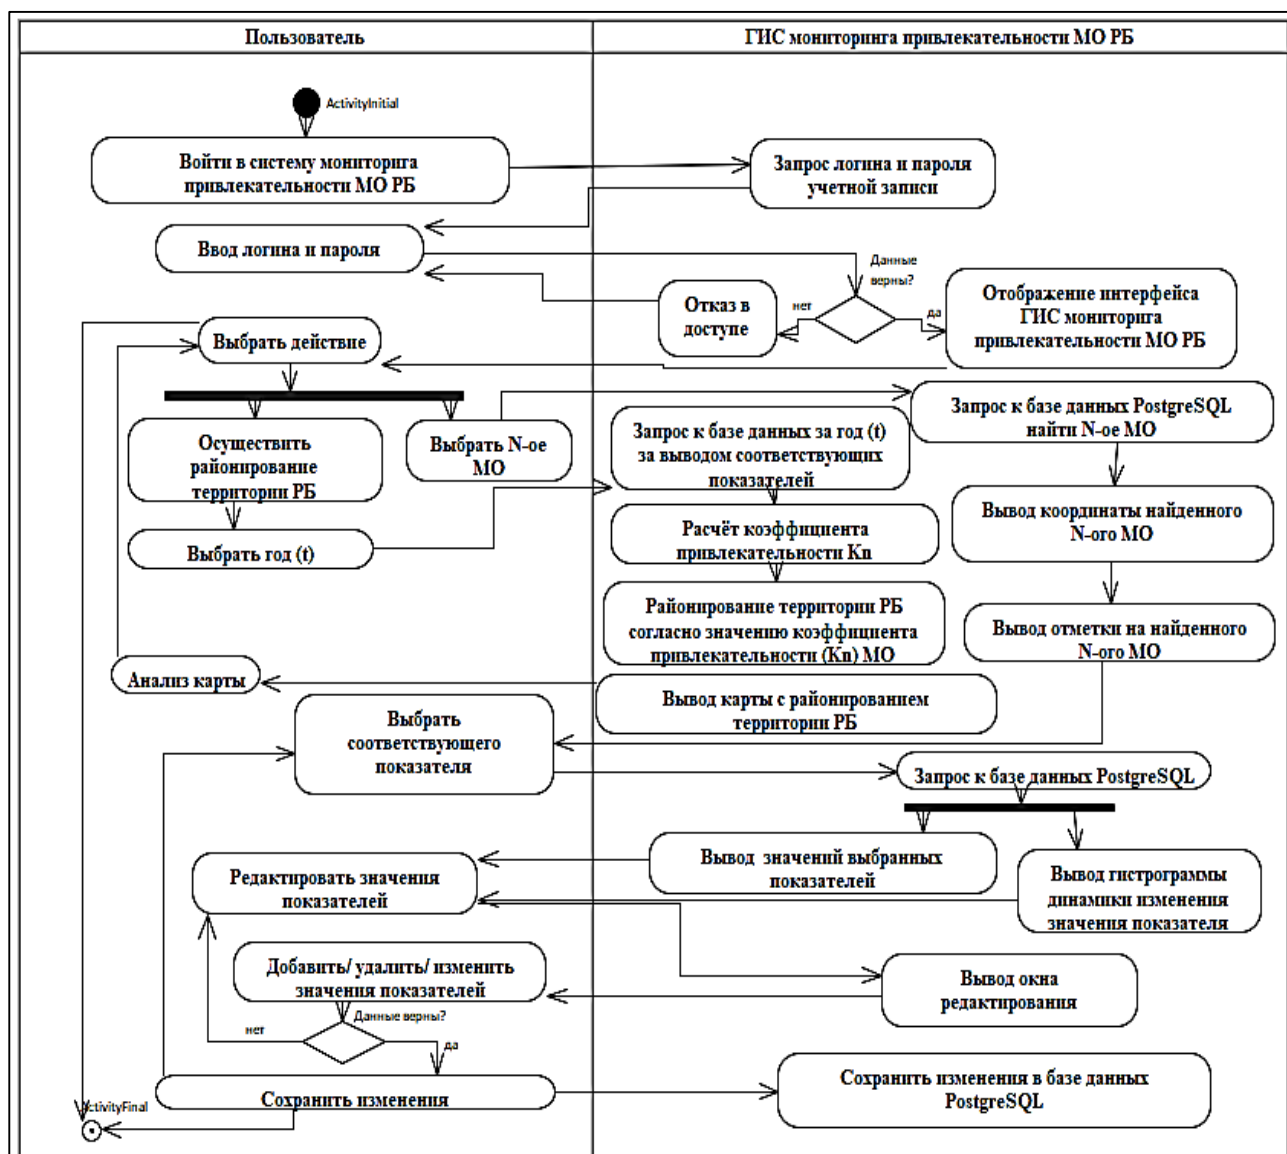 Пользователь
ГИС мониторинга привлекательности МО РБ
ActivityInitial
Войти в систему мониторига
привлекательности МО РБ
Запрос логина и пароля
учетной записи
Ввод логина и пароля
Данные
верны?
нет
да
Отказ в
доступе
Отображение интерфейса
ГИС мониторига
привлекательности МО РБ
Выбрать действие
Осуществить
районирование
территории РБ
Выбрать N-ое
МО
Запрос к базе данных за год (t)
за выводом соответствующих
показателей
Запрос к базе данных PostgreSQL
найти N-ое МО
Выбрать год (t)
Расчёт коэффициента
привлекательности Kn
Вывод координаты найденного
N-ого МО
Районирование территории РБ
согласно значению коэффициента
привлекательности (Kn) МО
Вывод отметки на найденного
N-ого МО
Анализ карты
Вывод карты с районированием
территории РБ
Выбрать
соответствующего
показателя
Запрос к базе данных PostgreSQL
Вывод значений выбранных
показателей
Вывод гистрограммы
динамики изменения
значения показателя
Редактировать значения
показателей
Добавить/ удалить/ изменить
значения показателей
Вывод окна
редактирования
Данные верны?
нет
да
Сохранить изменения
Сохранить изменения в базе данных
PostgreSQL
ActivityFinal